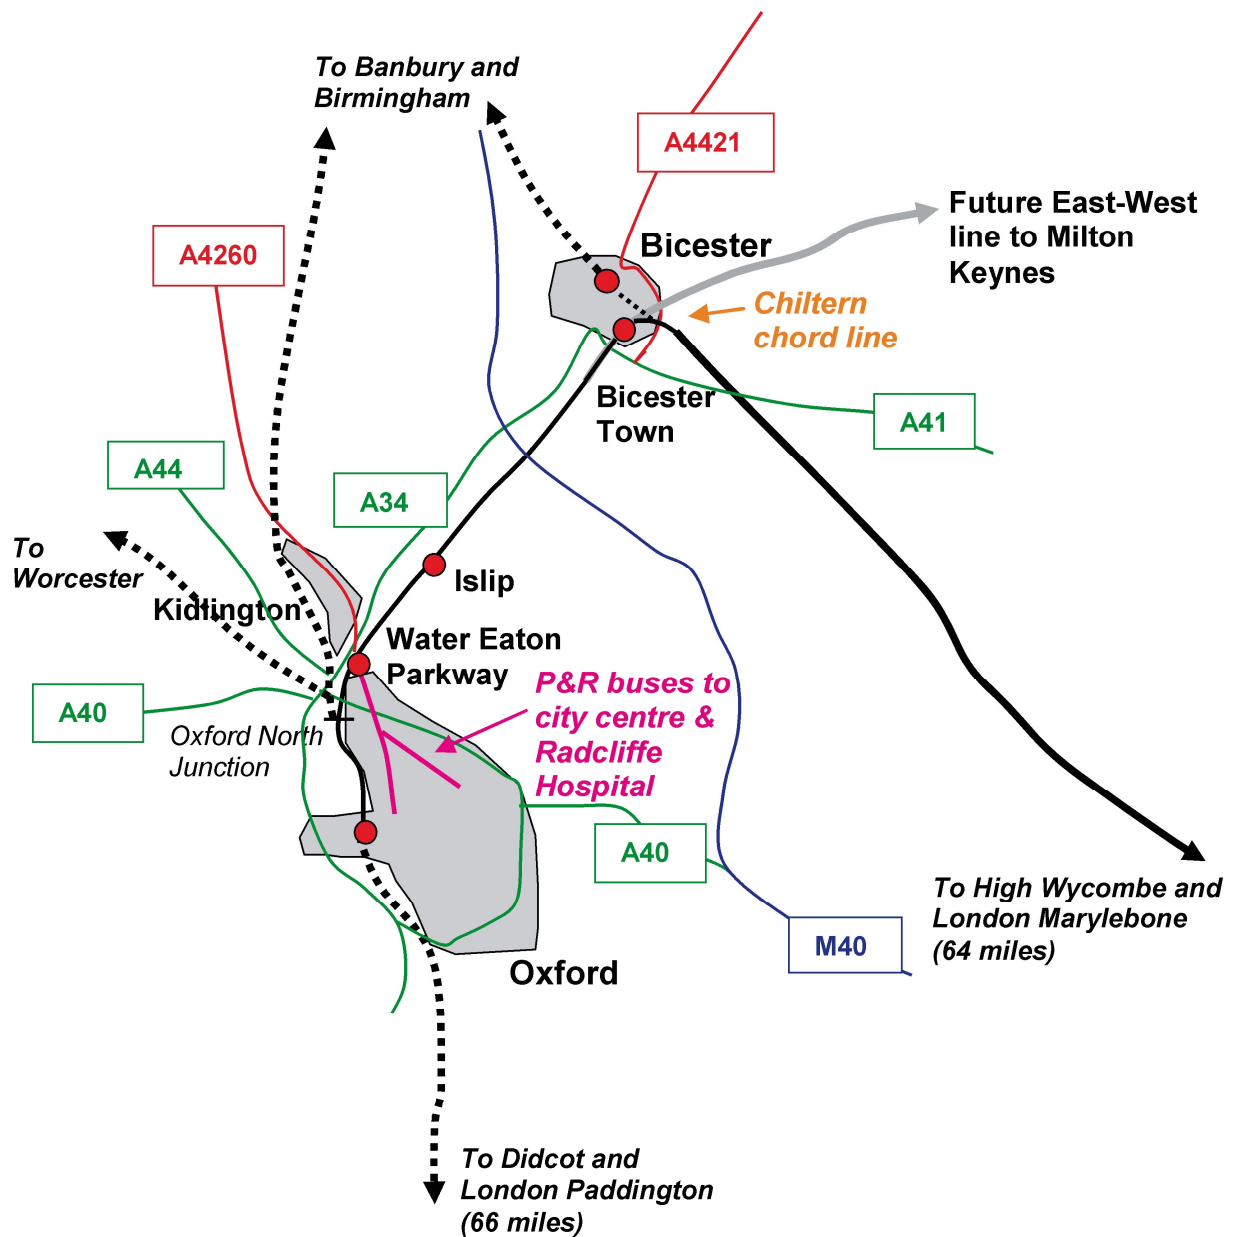 To Banbury and
Birmingham
A4421
Future East-West
line to Milton
Keynes
Bicester
A4260
Chiltern
chord line
Bicester
Town
A41
A44
A34
To
Worcester
Islip
Kidlington
Water Eaton
Parkway
P&R buses to
city centre &
Radcliffe
Hospital
A40
Oxford North
Junction
A40
To High Wycombe and
London Marylebone
(64 miles)
M40
Oxford
To Didcot and
London Paddington
(66 miles)